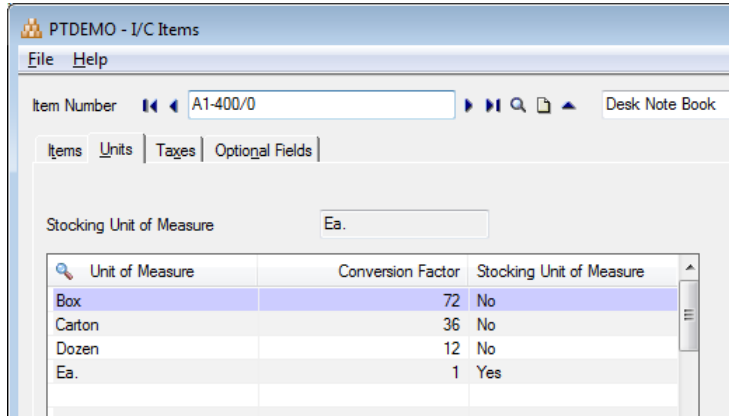 PTDEMO - I/C Items
File Help
Item Number A1-400/0 Desk Note Book
Items Units Taxes Optional Fields
Stocking Unit of Measure Ea.
Unit of Measure Conversion Factor Stocking Unit of Measure
Box 72 No
Carton 36 No
Dozen 12 No
Ea. 1 Yes